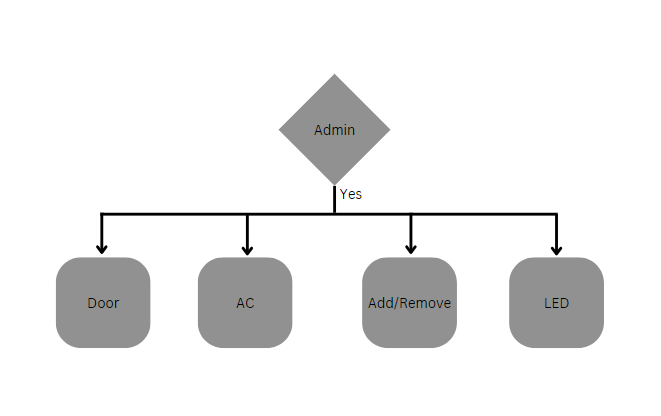 Admin
Yes
Door
AC
Add/Remove
LED